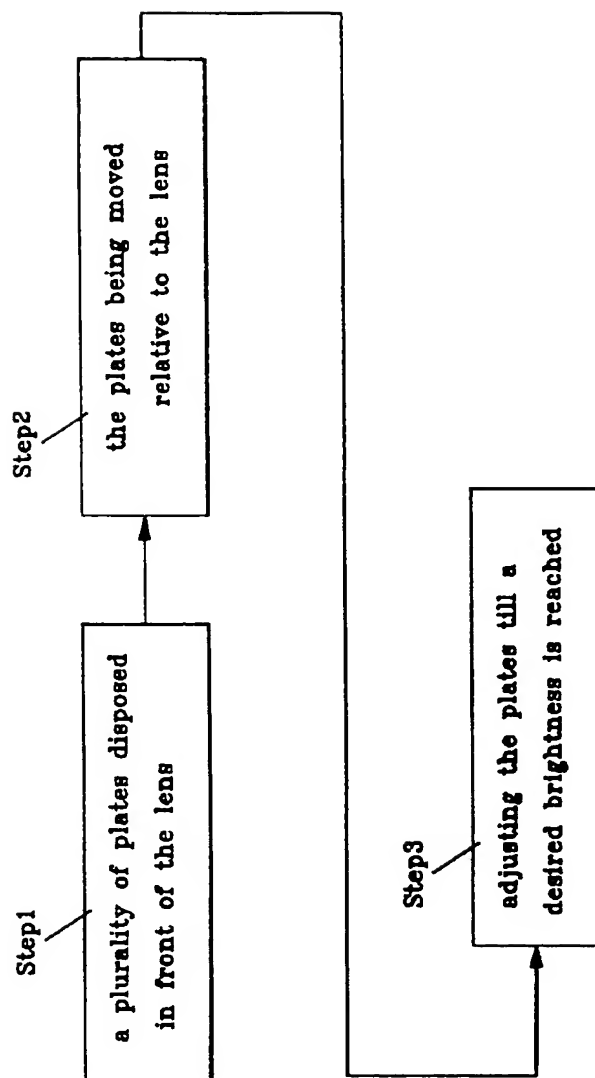 Step1
a plurality of plates disposed
in front of the lens
Step2
the plates being moved
relative to the lens
Step3
adjusting the plates till a
desired brightness is reached